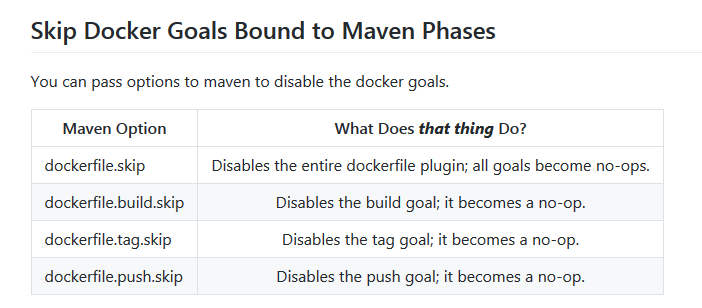 Skip Docker Goals Bound to Maven Phases
You can pass options to maven to disable the docker goals.
Maven Option What Does that thing Do?
dockerfile.skip Disables the entire dockerfile plugin; all goals become no-ops.
dockerfile.build.skip Disables the build goal; it becomes a no-op.
dockerfile.tag.skip Disables the tag goal; it becomes a no-op.
dockerfile.push.skip Disables the push goal; it becomes a no-op.